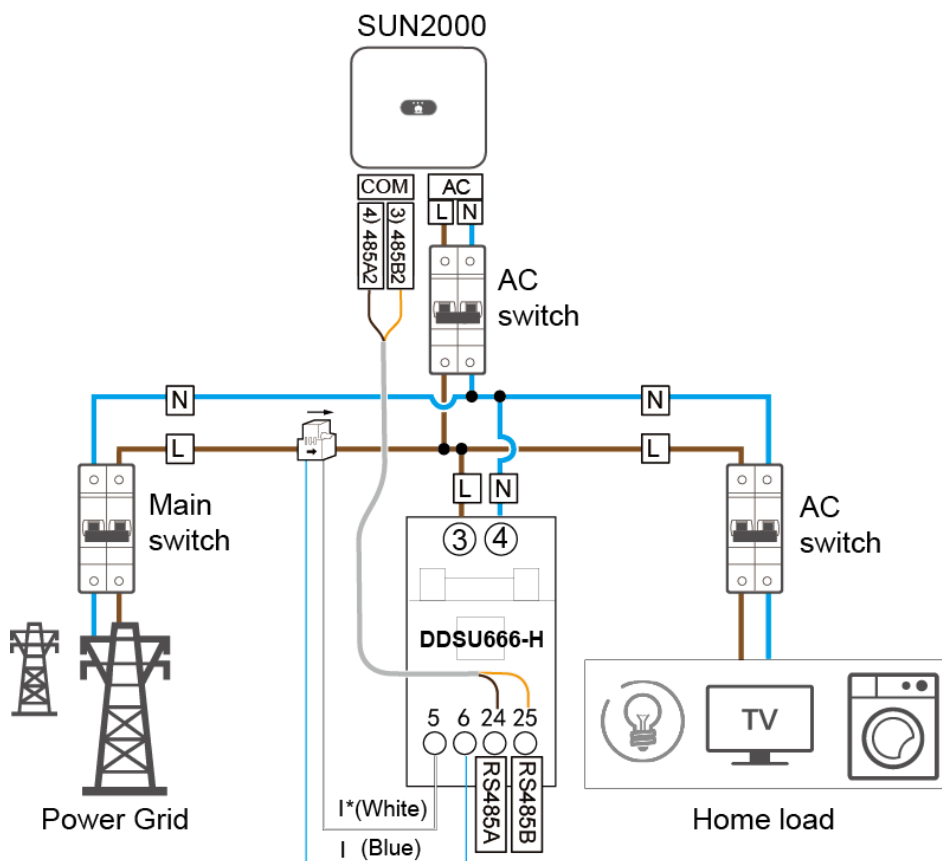 SUN2000
COM
AC
4) 485A2
3) 485B2
L
N
AC
switch
N
N
L
L
Main
switch
L
N
AC
switch
3
4
DDSU666-H
TV
5
6
24
25
RS485A
RS485B
I*(White)
I (Blue)
Power Grid
Home load